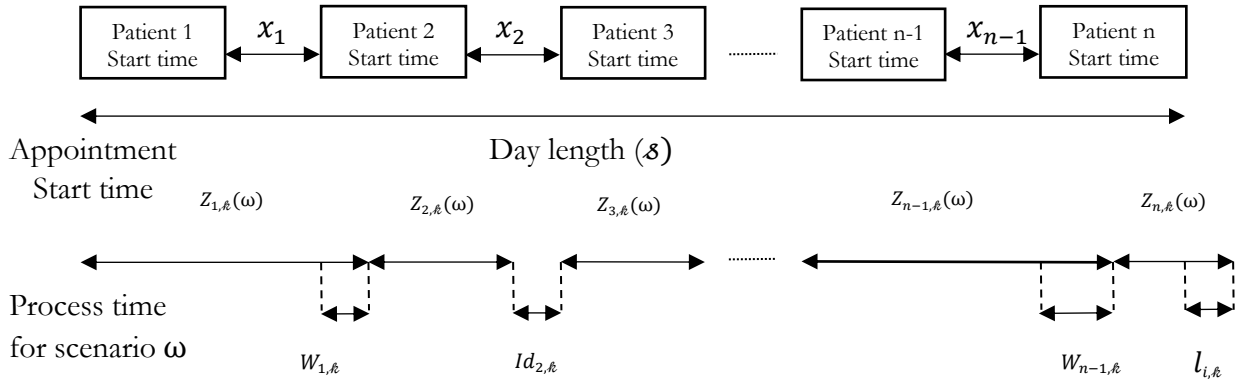 Patient 1
Start time
x₁
Patient 2
Start time
x₂
Patient 3
Start time
Patient n-1
Start time
xₙ₋₁
Patient n
Start time
Appointment
Start time
Day length (𝓈)
Z₁,𝓀(ω)
Z₂,𝓀(ω)
Z₃,𝓀(ω)
Zₙ₋₁,𝓀(ω)
Zₙ,𝓀(ω)
Process time
for scenario ω
W₁,𝓀
Id₂,𝓀
Wₙ₋₁,𝓀
lᵢ,𝓀